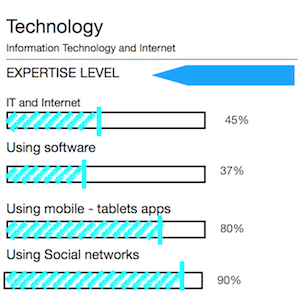 Technology
Information Technology and Internet
EXPERTISE LEVEL
IT and Internet
45%
Using software
37%
Using mobile - tablets apps
80%
Using Social networks
90%